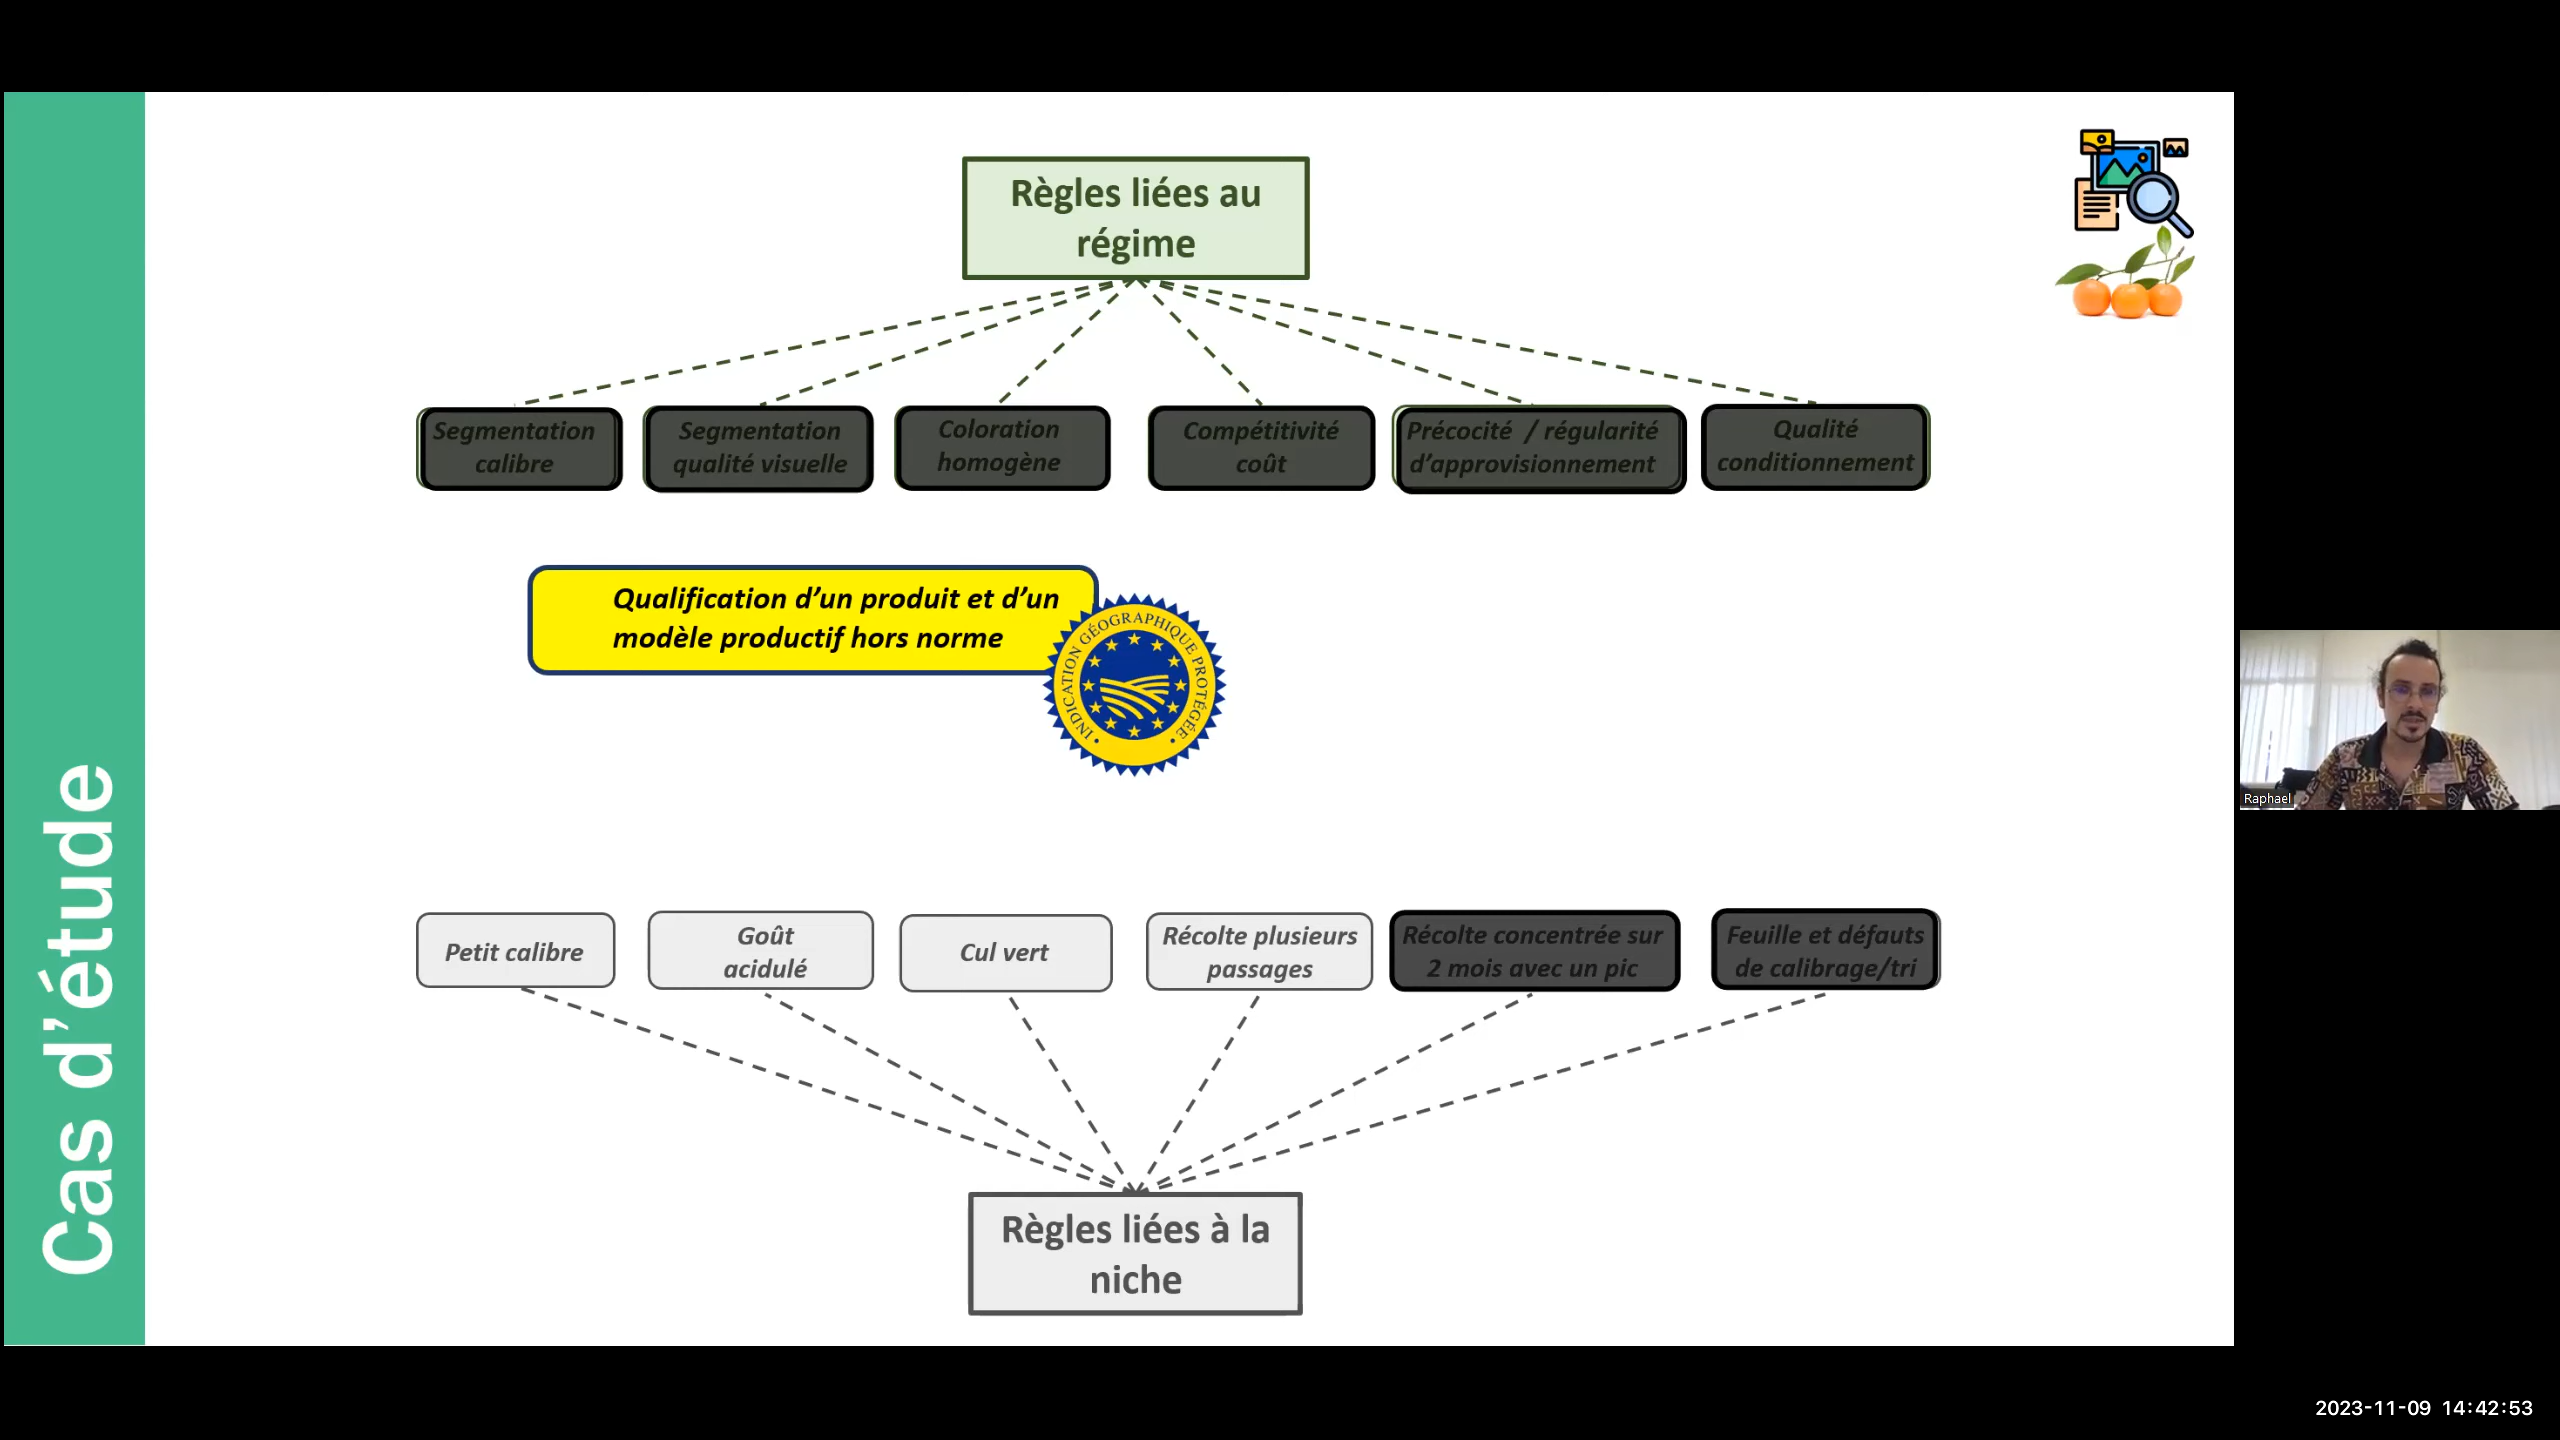 Règles liées au
régime
Segmentation
calibre
Segmentation
qualité visuelle
Coloration
homogène
Compétitivité
coût
Précocité / régularité
d'approvisionnement
Qualité
conditionnement
Qualification d'un produit et d'un
modèle productif hors norme
INDICATION GÉOGRAPHIQUE PROTÉGÉE
Raphael
Cas d'étude
Petit calibre
Goût
acidulé
Cul vert
Récolte plusieurs
passages
Récolte concentrée sur
2 mois avec un pic
Feuille et défauts
de calibrage/tri
Règles liées à la
niche
2023-11-09 14:42:53